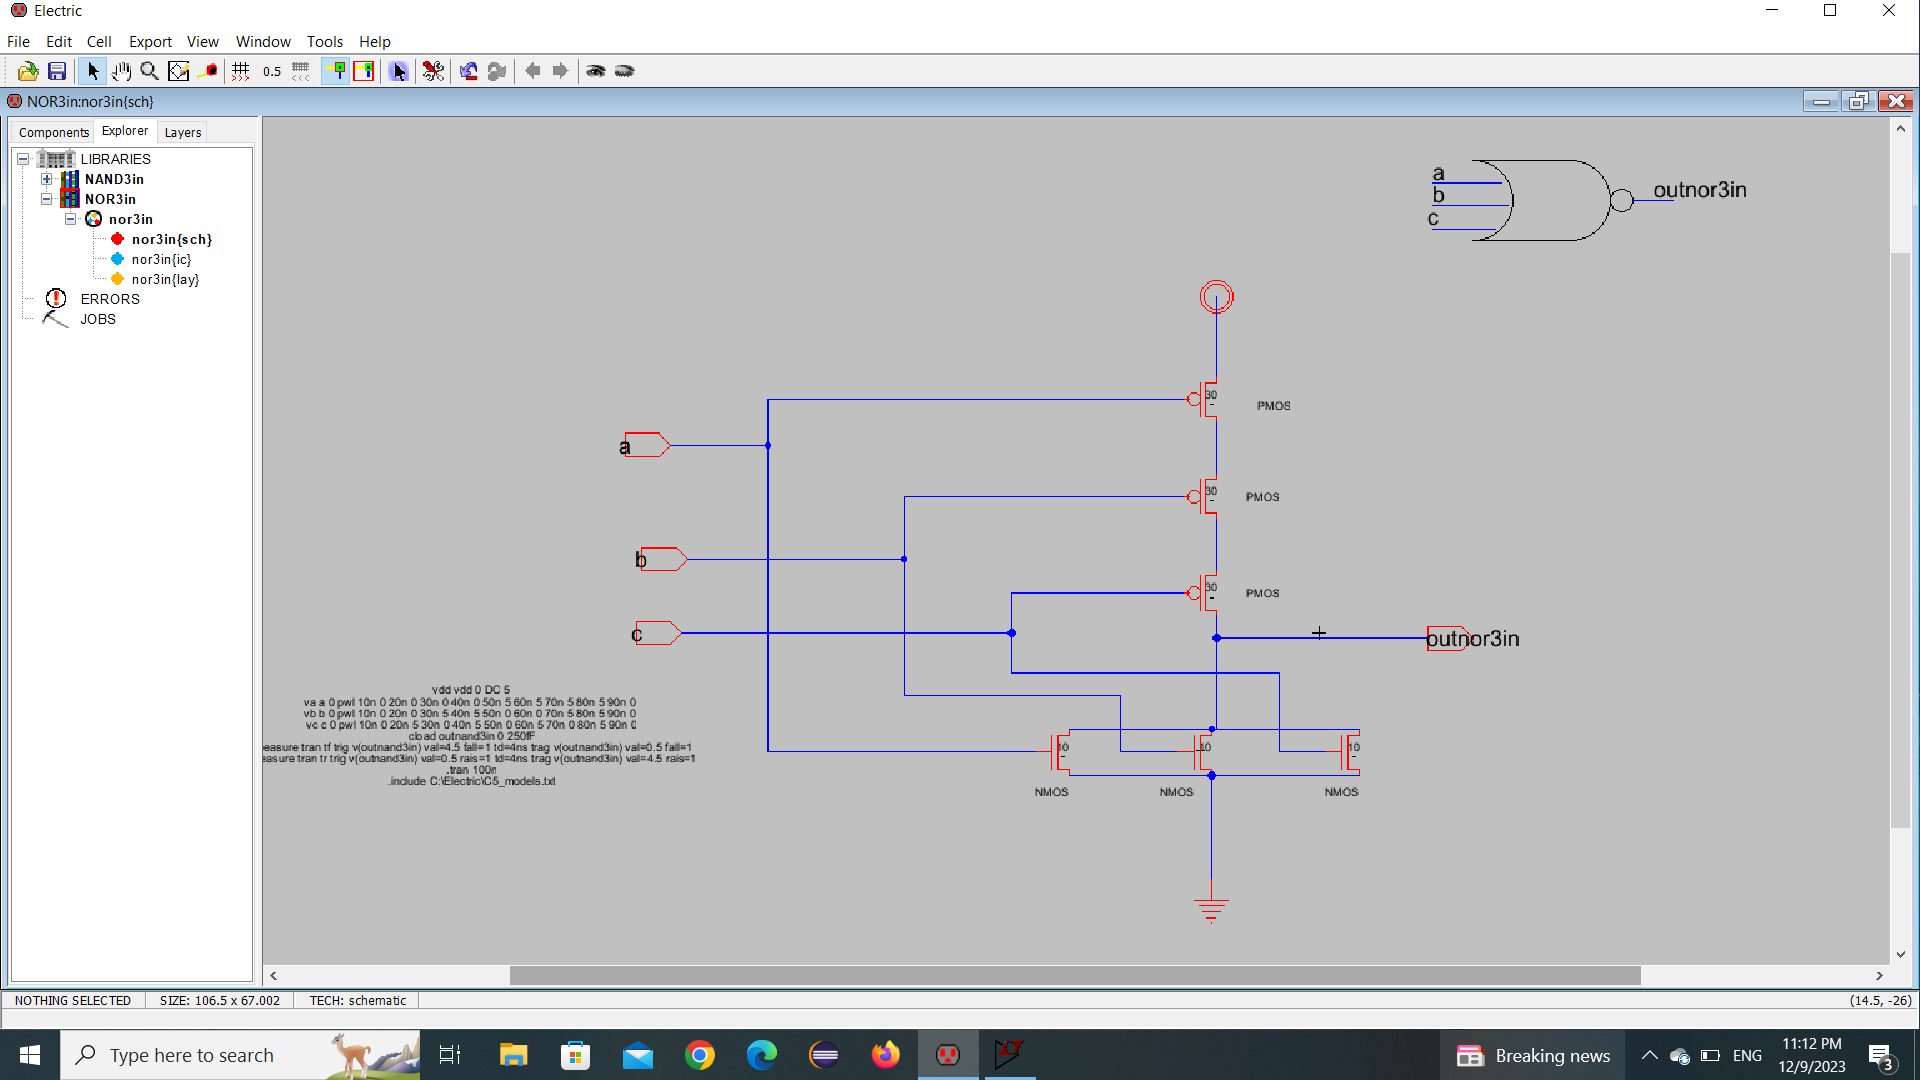 Electric
File Edit Cell Export View Window Tools Help
0.5
NOR3in:nor3in{sch}
Components Explorer Layers
LIBRARIES
NAND3in
NOR3in
nor3in
nor3in{sch}
nor3in{ic}
nor3in{lay}
ERRORS
JOBS
a
b
c
outnor3in
30
PMOS
a
30
PMOS
b
30
PMOS
c
outnor3in
vdd vdd 0 DC 5
va a 0 pwl 10n 0 20n 0 30n 0 40n 0 50n 5 60n 5 70n 5 80n 5 90n 0
vb b 0 pwl 10n 0 20n 0 30n 5 40n 5 50n 0 60n 0 70n 5 80n 5 90n 0
vc c 0 pwl 10n 0 20n 5 30n 0 40n 5 50n 0 60n 5 70n 0 80n 5 90n 0
cload outnand3in 0 250fF
easure tran tf trig v(outnand3in) val=4.5 fall=1 td=4ns trag v(outnand3in) val=0.5 fall=1
easure tran tr trig v(outnand3in) val=0.5 rais=1 td=4ns trag v(outnand3in) val=4.5 rais=1
.tran 100n
.include C:\Electric\C5_models.txt
10 10 10
NMOS NMOS NMOS
NOTHING SELECTED SIZE: 106.5 x 67.002 TECH: schematic (14.5, -26)
Type here to search
Breaking news
ENG
11:12 PM
12/9/2023
3